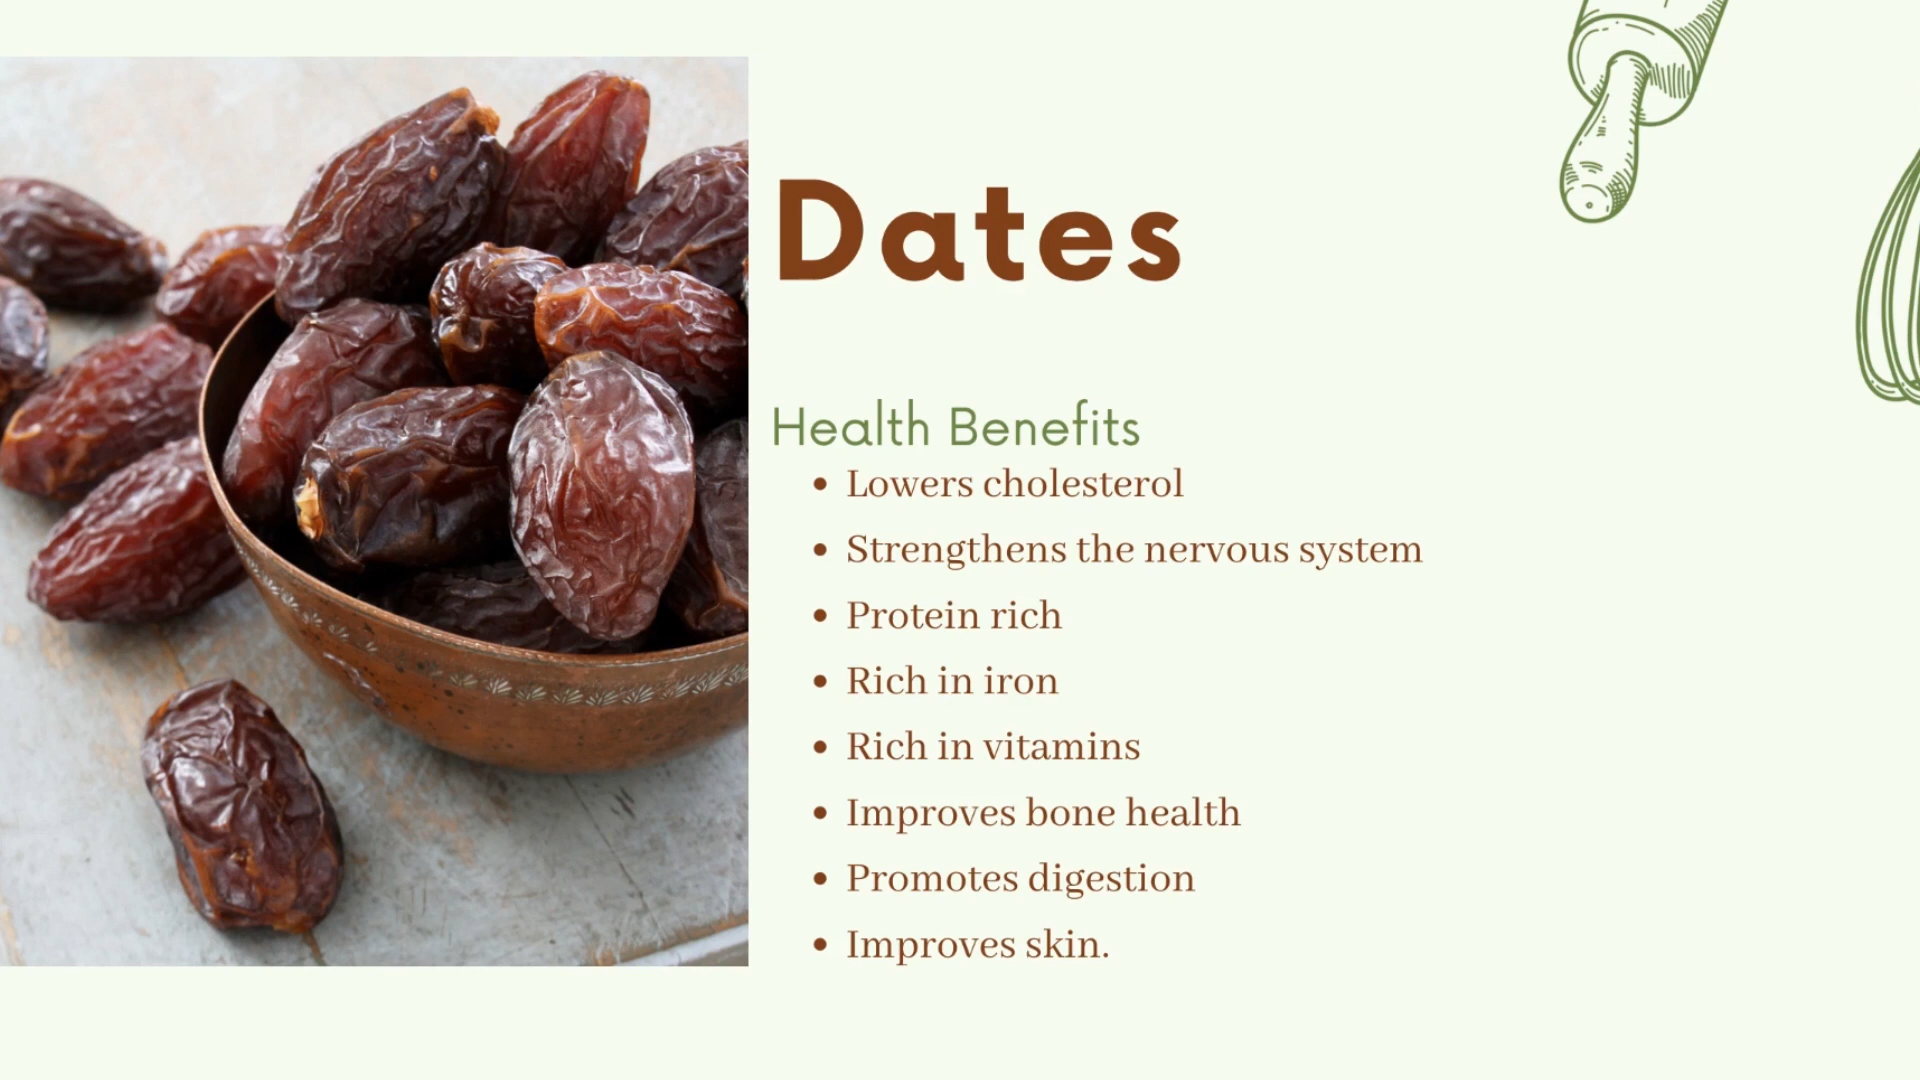 Dates
Health Benefits
• Lowers cholesterol
• Strengthens the nervous system
• Protein rich
• Rich in iron
• Rich in vitamins
• Improves bone health
• Promotes digestion
• Improves skin.